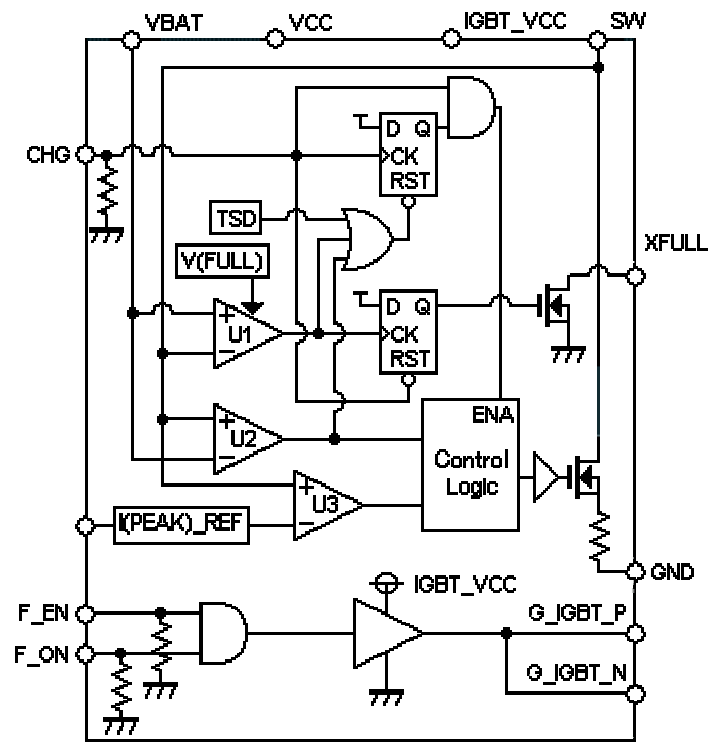 VBAT
VCC
IGBT_VCC
SW
D Q
CK
RST
CHG
TSD
V(FULL)
XFULL
U1
D Q
CK
RST
ENA
U2
Control
Logic
U3
I(PEAK)_REF
GND
IGBT_VCC
F_EN
G_IGBT_P
F_ON
G_IGBT_N